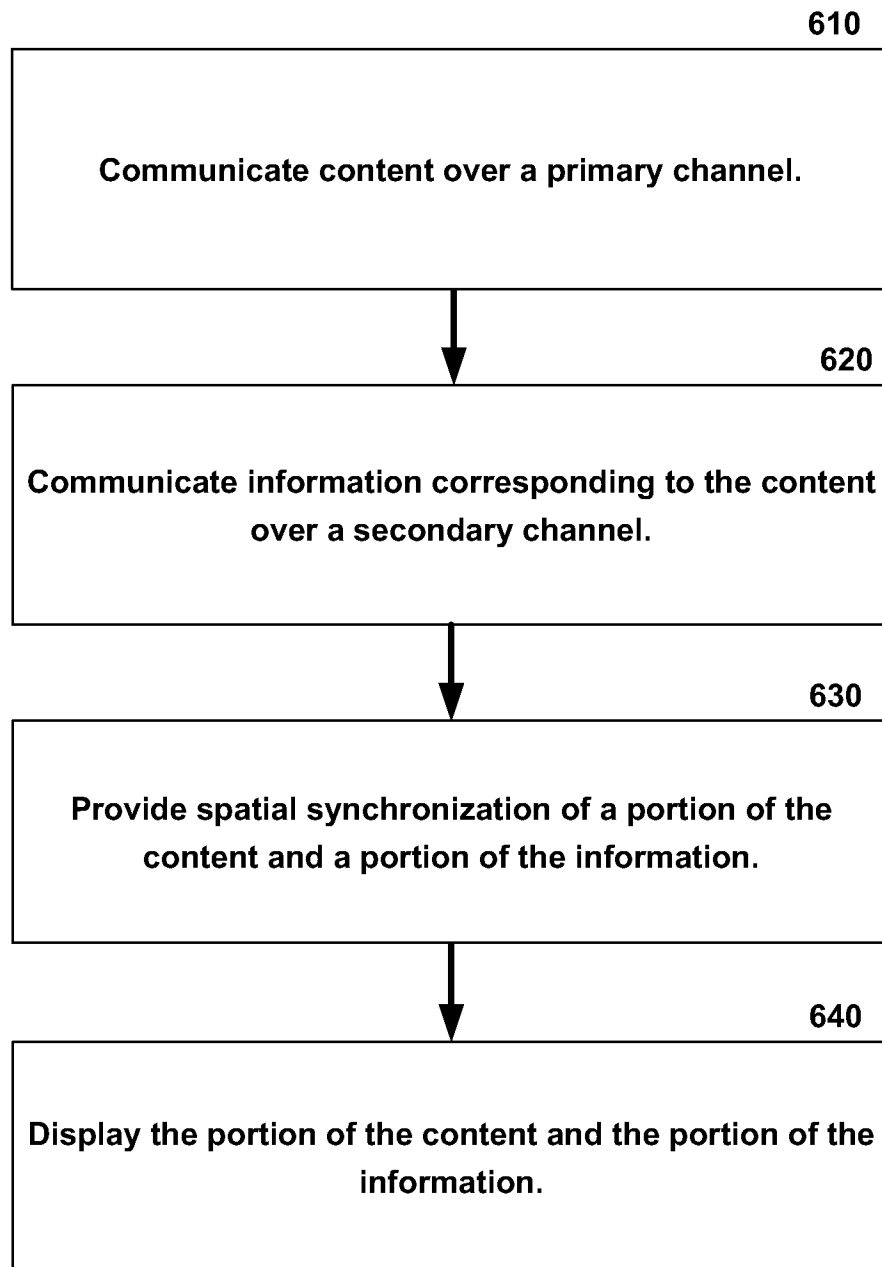 610
Communicate content over a primary channel.
620
Communicate information corresponding to the content
over a secondary channel.
630
Provide spatial synchronization of a portion of the
content and a portion of the information.
640
Display the portion of the content and the portion of the
information.